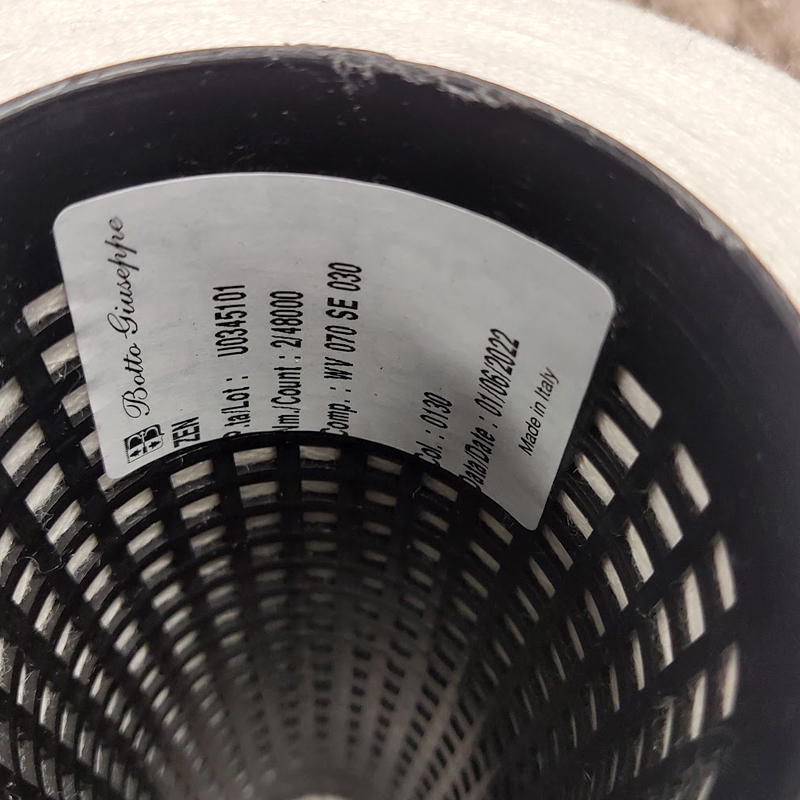 Botto Giuseppe
ZEN
P.ta/Lot : U0345101
Nm./Count : 2/48000
Comp. : WV 070 SE 030
Col. : 0130
Data/Date : 01/06/2022
Made in Italy